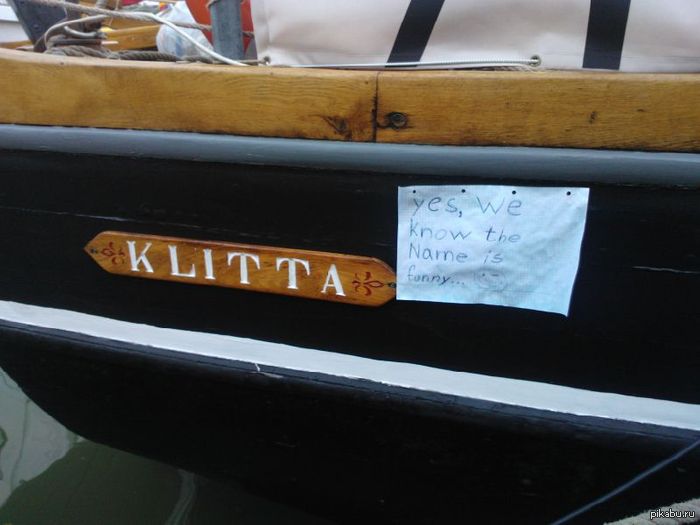 KLITTA
yes, we
know the
Name is
funny...
pikabu.ru